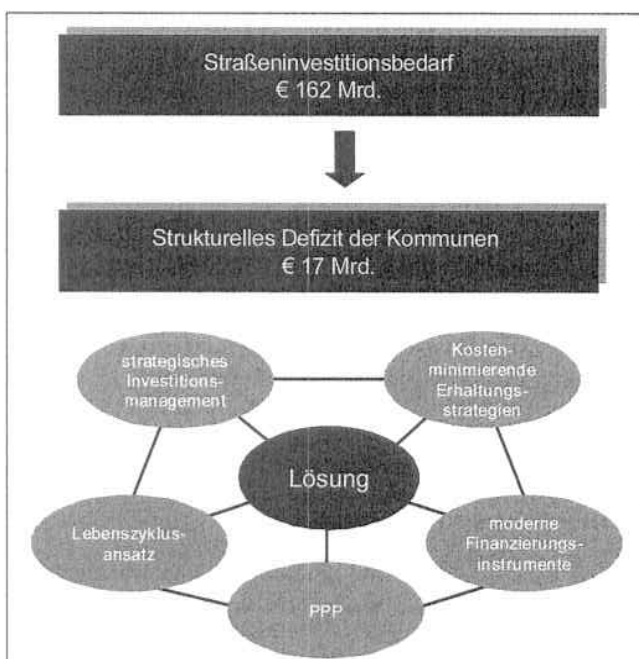 Straßeninvestitionsbedarf
€ 162 Mrd.
Strukturelles Defizit der Kommunen
€ 17 Mrd.
strategisches
Investitions-
management
Kosten-
minimierende
Erhaltungs-
strategien
Lösung
Lebenszyklus-
ansatz
moderne
Finanzierungs-
instrumente
PPP